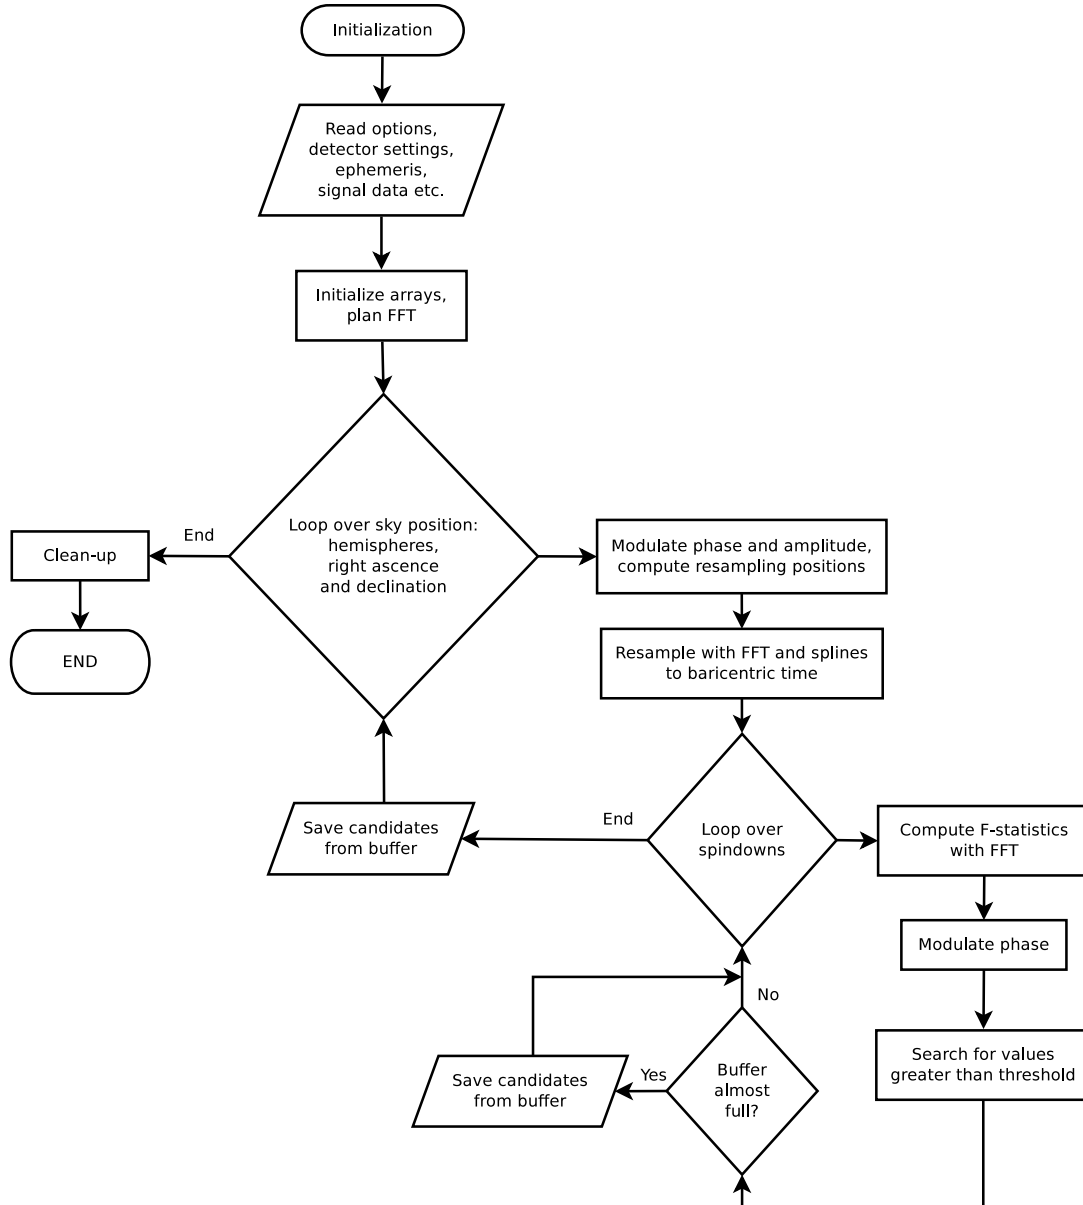 Initialization
Read options,
detector settings,
ephemeris,
signal data etc.
Initialize arrays,
plan FFT
Loop over sky position:
hemispheres,
right ascence
and declination
End
Clean-up
END
Modulate phase and amplitude,
compute resampling positions
Resample with FFT and splines
to baricentric time
Loop over
spindowns
End
Save candidates
from buffer
Compute F-statistics
with FFT
Modulate phase
Search for values
greater than threshold
No
Buffer
almost
full?
Yes
Save candidates
from buffer